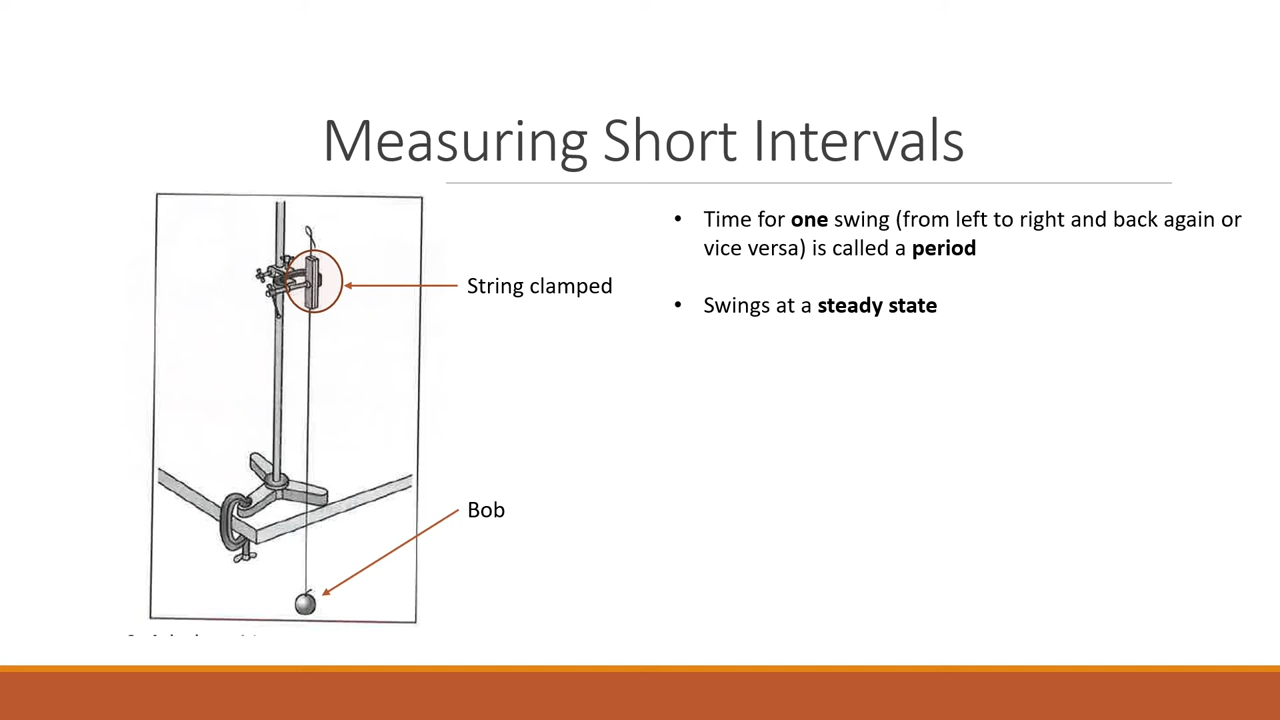 Measuring Short Intervals
• Time for one swing (from left to right and back again or
vice versa) is called a period
• Swings at a steady state
String clamped
Bob